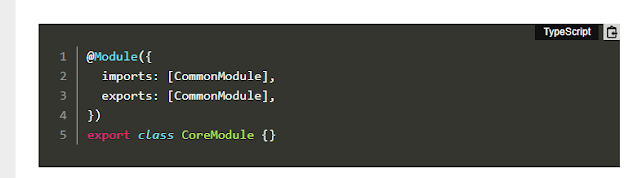 TypeScript
1 @Module({
2   imports: [CommonModule],
3   exports: [CommonModule],
4 })
5 export class CoreModule {}